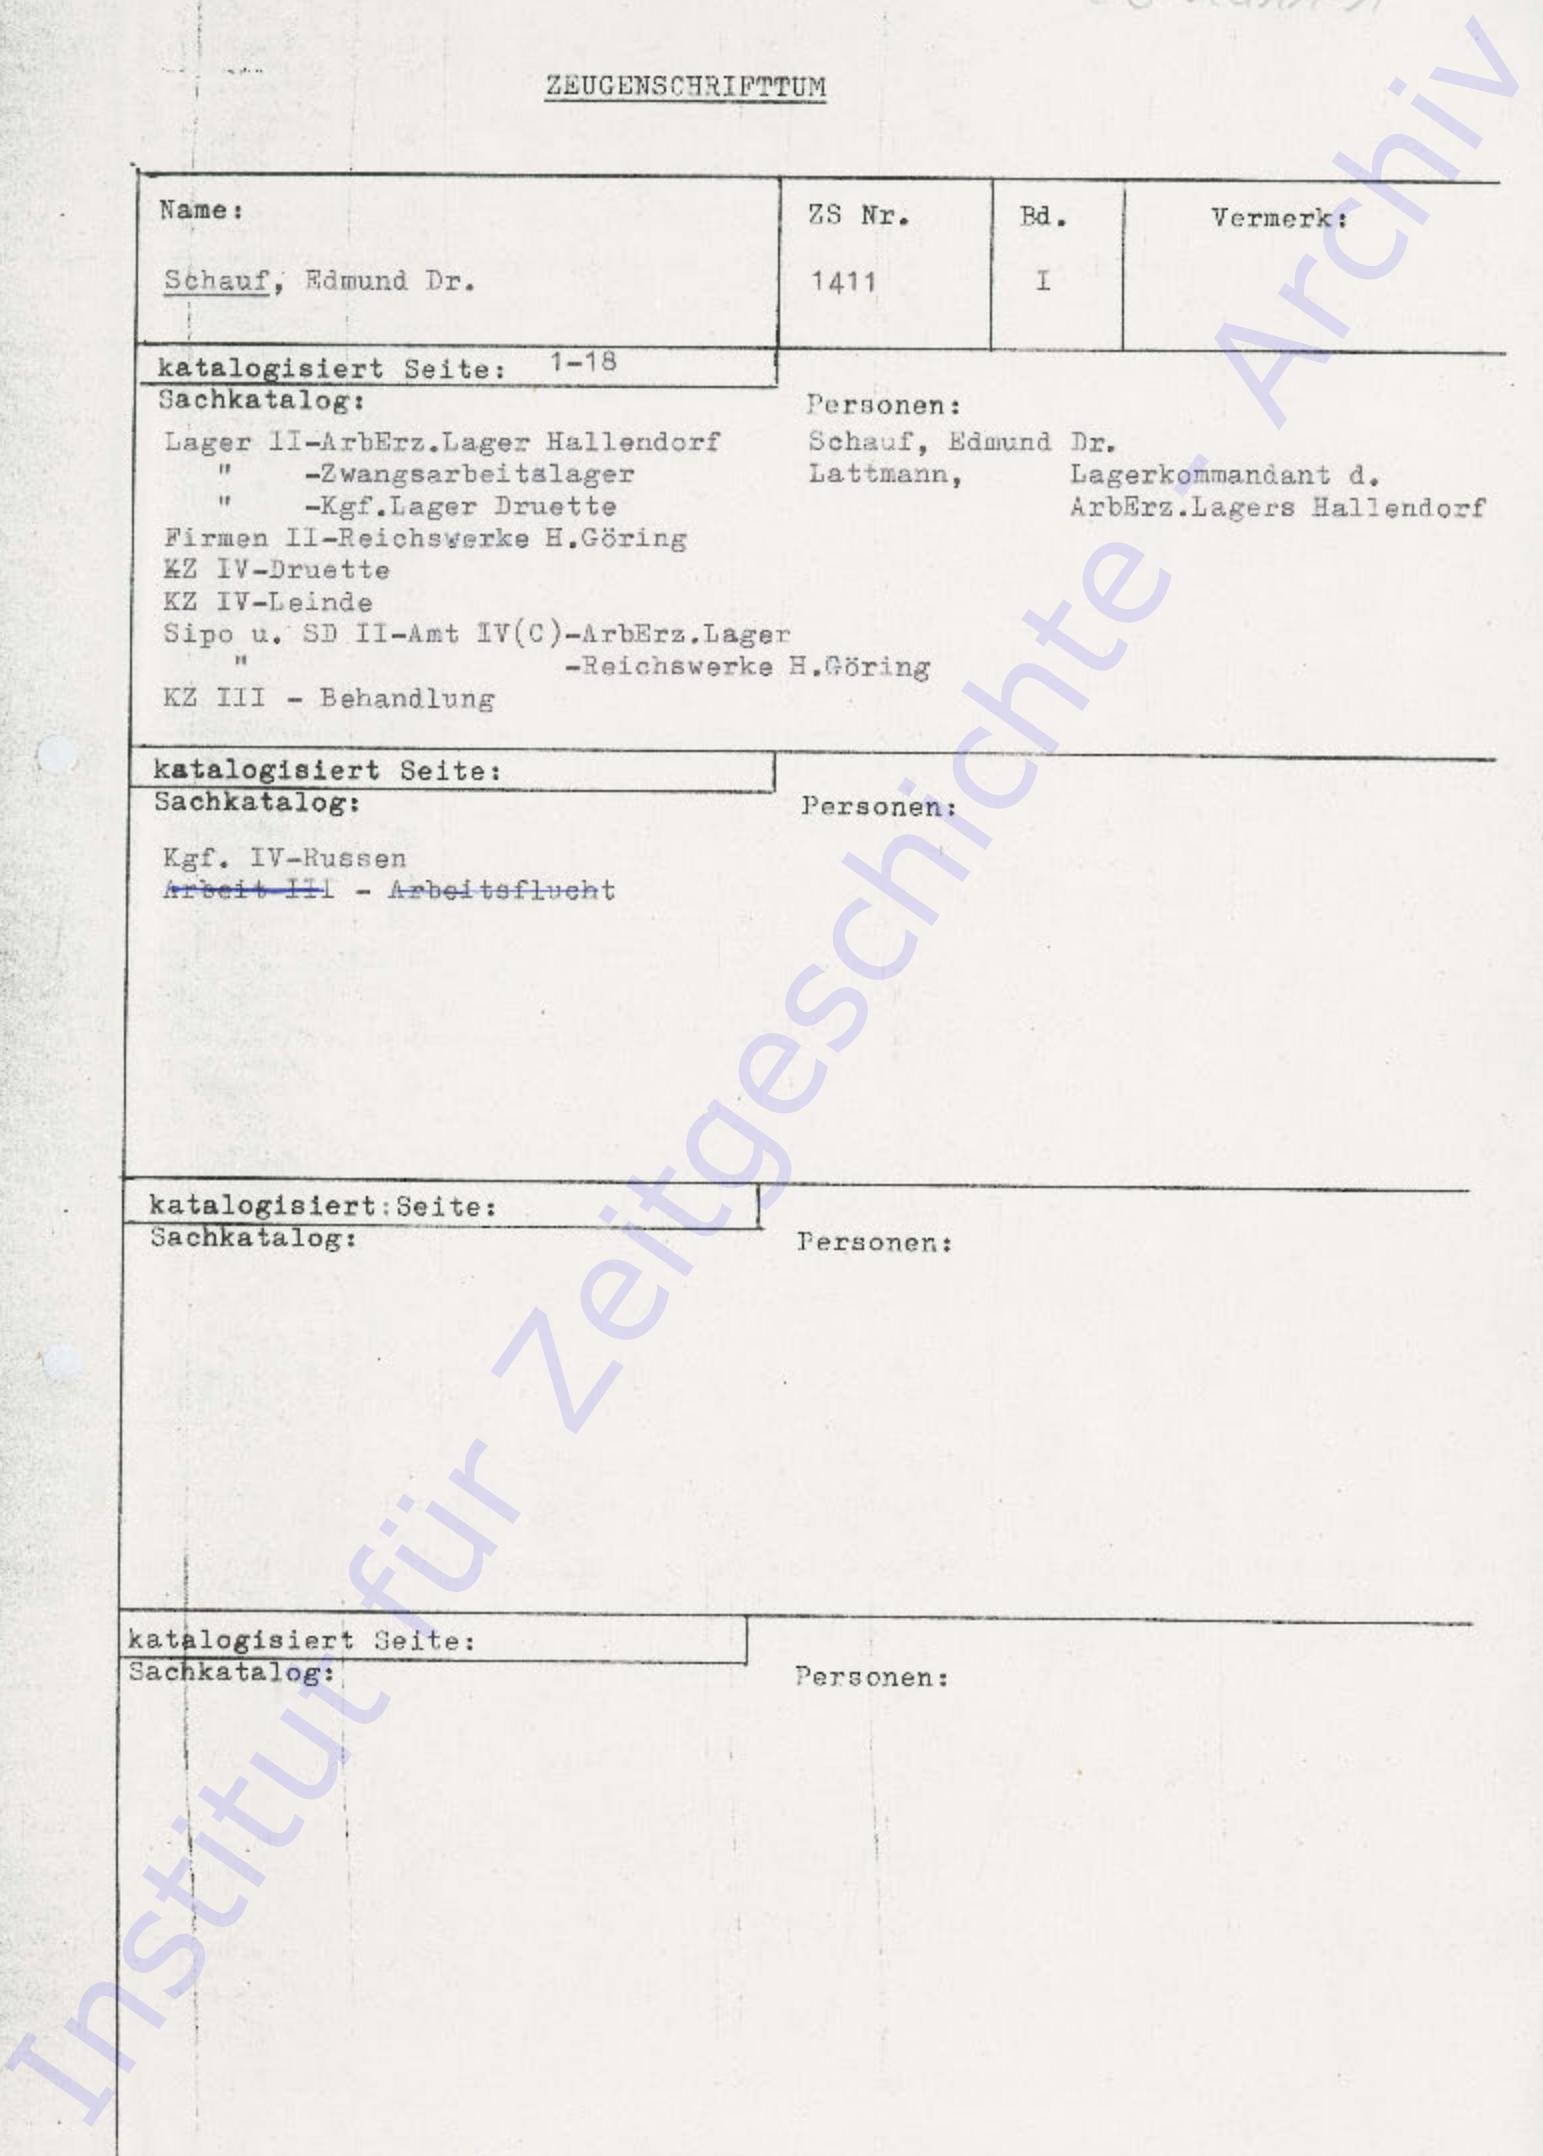 ZEUGENSCHRIFTTUM
Name: ZS Nr. Bd. Vermerk:
Schauf, Edmund Dr. 1411 I
katalogisiert Seite: 1-18
Sachkatalog: Personen:
Lager II-ArbErz.Lager Hallendorf Schauf, Edmund Dr.
" -Zwangsarbeitslager Lattmann, Lagerkommandant d.
" -Kgf.Lager Druette ArbErz.Lagers Hallendorf
Firmen II-Reichswerke H.Göring
KZ IV-Druette
KZ IV-Leinde
Sipo u. SD II-Amt IV(C)-ArbErz.Lager
" -Reichswerke H.Göring
KZ III - Behandlung
katalogisiert Seite:
Sachkatalog: Personen:
Kgf. IV-Russen
Arbeit III - Arbeitsflucht
katalogisiert:Seite:
Sachkatalog: Personen:
katalogisiert Seite:
Sachkatalog: Personen:
Institut für Zeitgeschichte - Archiv